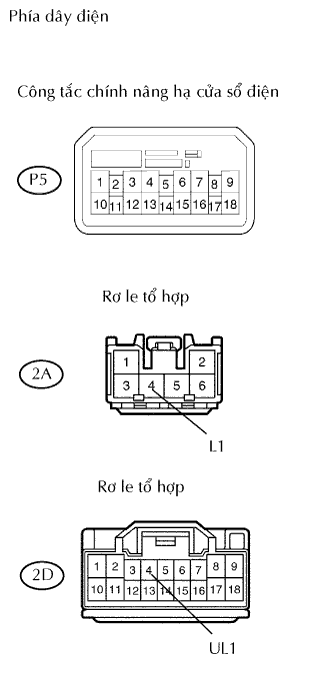 Phía dây điện
Công tắc chính nâng hạ cửa sổ điện
P5
1 2 3 4 5 6 7 8 9
10 11 12 13 14 15 16 17 18
Rơ le tổ hợp
2A
1 2
3 4 5 6
L1
Rơ le tổ hợp
2D
1 2 3 4 5 6 7 8 9
10 11 12 13 14 15 16 17 18
UL1